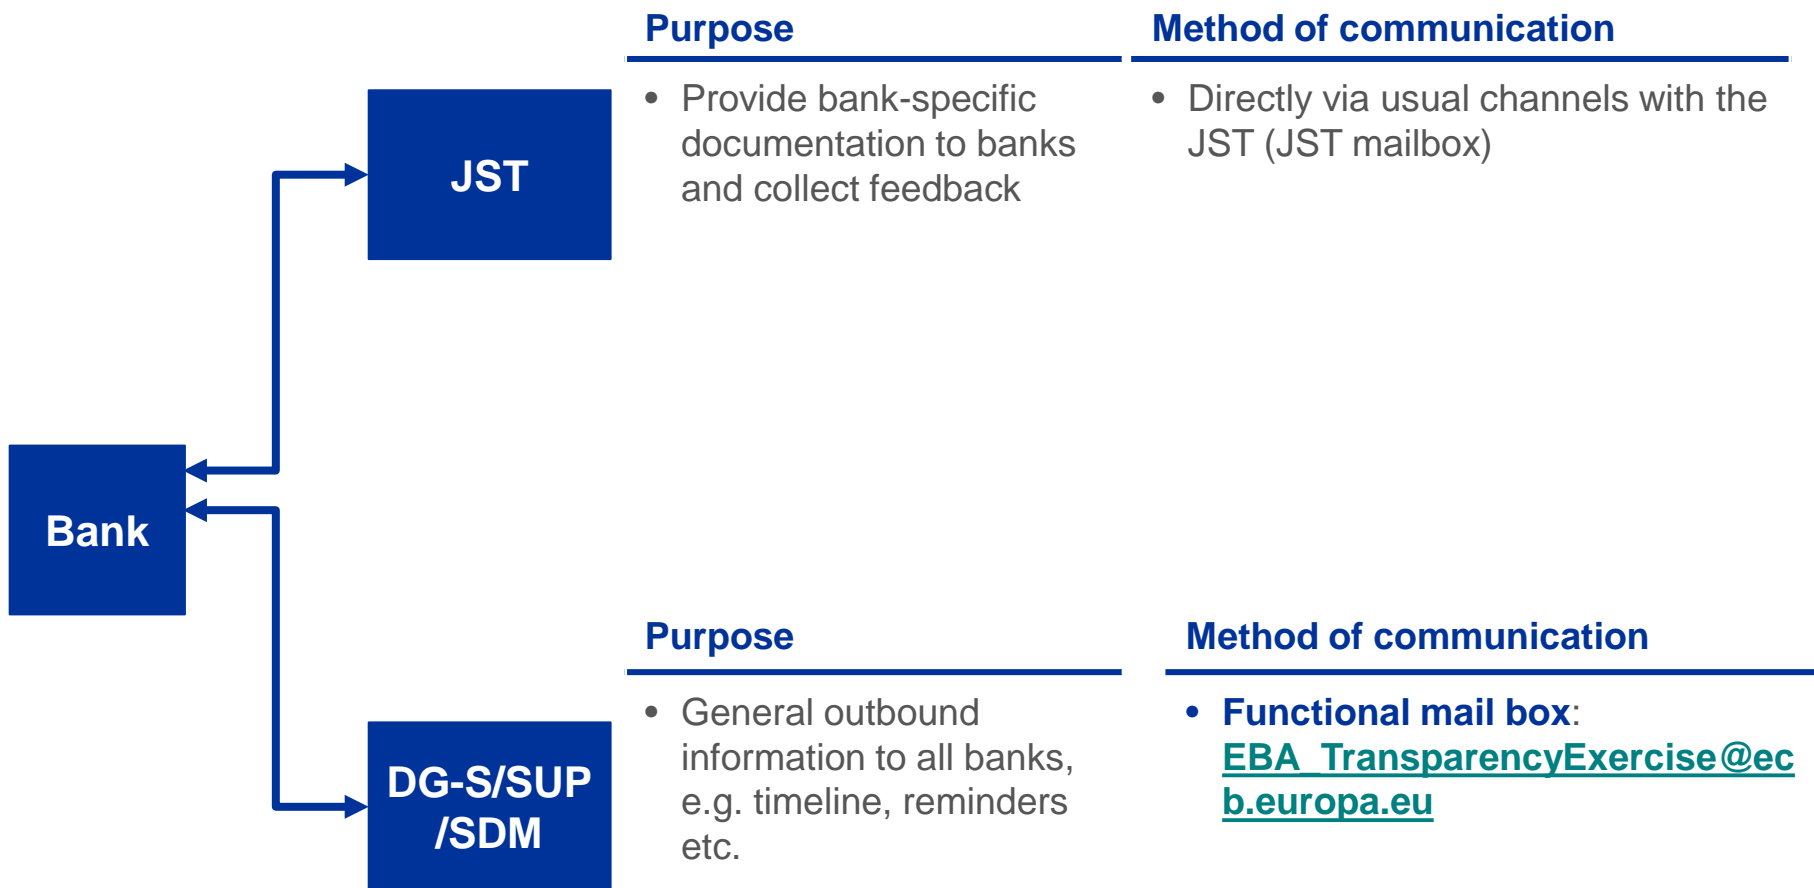 Purpose
Method of communication
• Provide bank-specific
documentation to banks
and collect feedback
• Directly via usual channels with the
JST (JST mailbox)
JST
Bank
Purpose
Method of communication
• General outbound
information to all banks,
e.g. timeline, reminders
etc.
• Functional mail box:
EBA_TransparencyExercise@ec
b.europa.eu
DG-S/SUP
/SDM